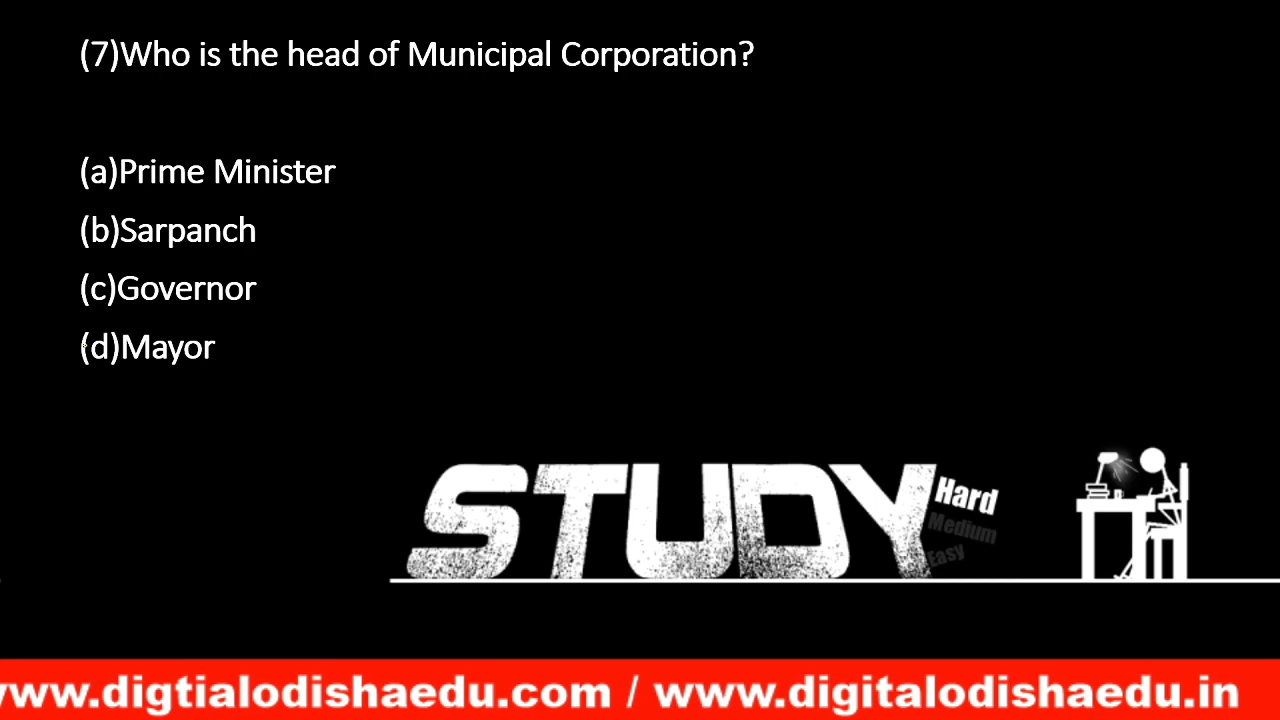 (7)Who is the head of Municipal Corporation?
(a)Prime Minister
(b)Sarpanch
(c)Governor
(d)Mayor
STUDY
Hard
Medium
Easy
www.digtialodishaedu.com / www.digitalodishaedu.in